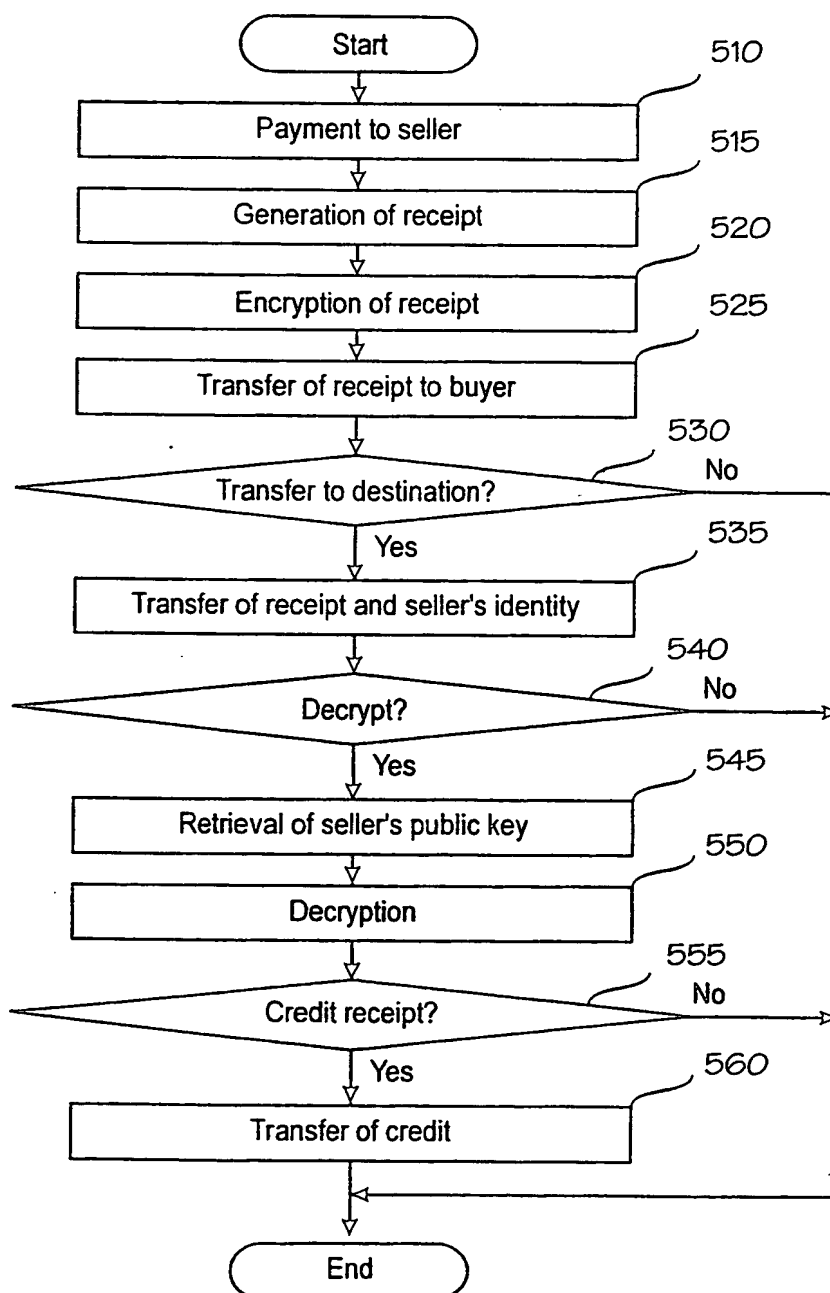 Start
510
Payment to seller
515
Generation of receipt
520
Encryption of receipt
525
Transfer of receipt to buyer
530
No
Transfer to destination?
Yes
535
Transfer of receipt and seller's identity
540
No
Decrypt?
Yes
545
Retrieval of seller's public key
550
Decryption
555
No
Credit receipt?
Yes
560
Transfer of credit
End